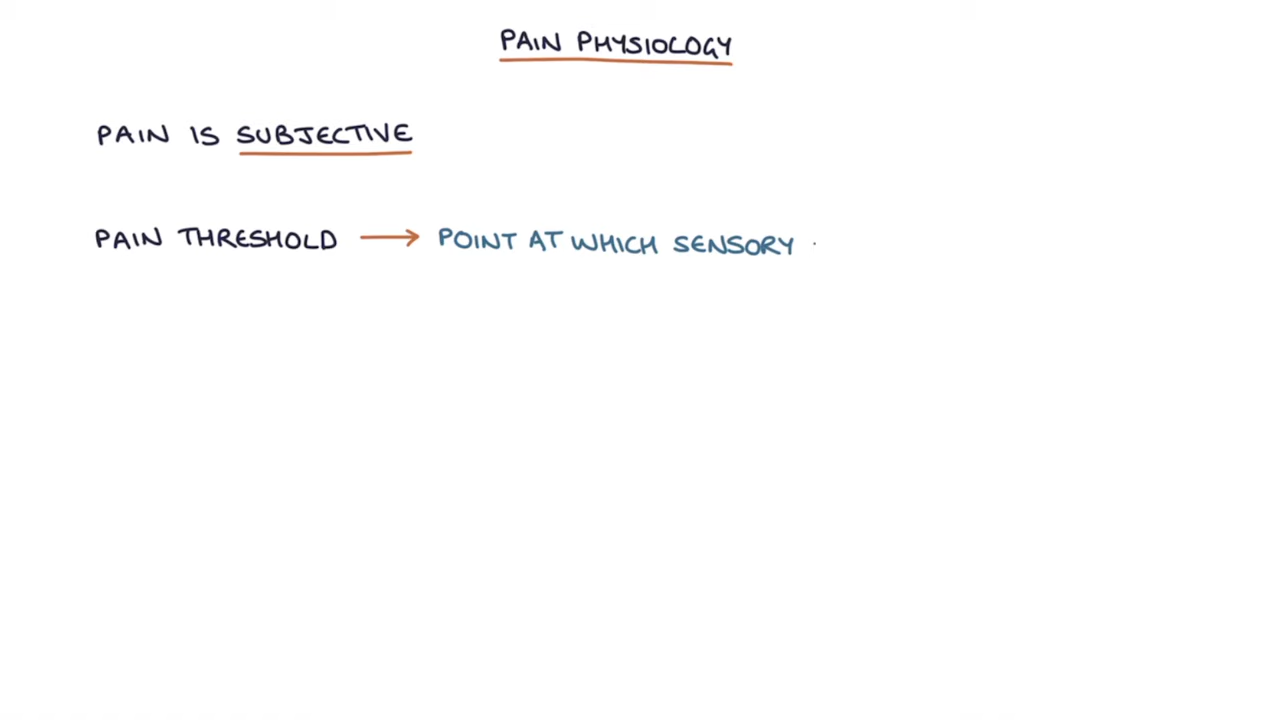 PAIN PHYSIOLOGY
PAIN IS SUBJECTIVE
PAIN THRESHOLD → POINT AT WHICH SENSORY